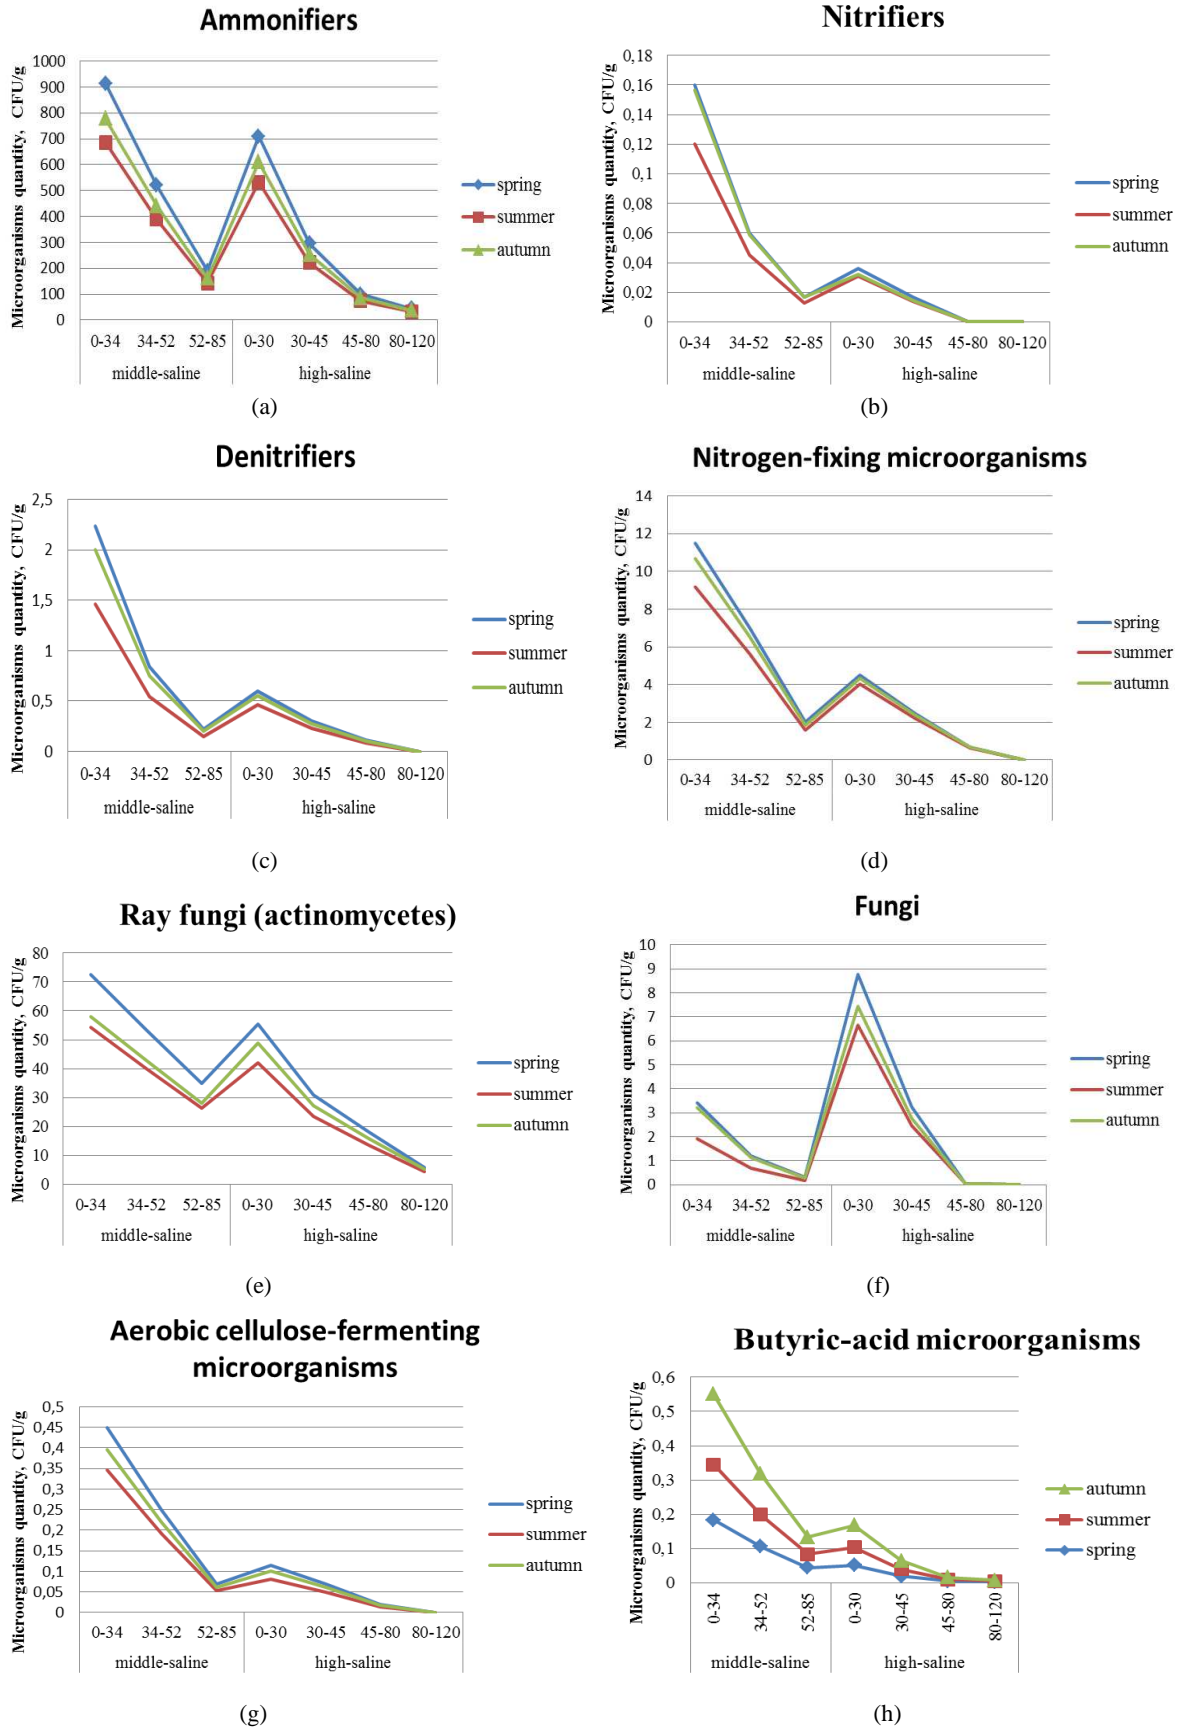 Ammonifiers
Microorganisms quantity, CFU/g
1000
900
800
700
600
500
400
300
200
100
0
0-34 34-52 52-85 0-30 30-45 45-80 80-120
middle-saline high-saline
spring
summer
autumn
(a)
Nitrifiers
Microorganisms quantity, CFU/g
0,18
0,16
0,14
0,12
0,1
0,08
0,06
0,04
0,02
0
0-34 34-52 52-85 0-30 30-45 45-80 80-120
middle-saline high-saline
spring
summer
autumn
(b)
Denitrifiers
Microorganisms quantity, CFU/g
2,5
2
1,5
1
0,5
0
0-34 34-52 52-85 0-30 30-45 45-80 80-120
middle-saline high-saline
spring
summer
autumn
(c)
Nitrogen-fixing microorganisms
Microorganisms quantity, CFU/g
14
12
10
8
6
4
2
0
0-34 34-52 52-85 0-30 30-45 45-80 80-120
middle-saline high-saline
spring
summer
autumn
(d)
Ray fungi (actinomycetes)
Microorganisms quantity, CFU/g
80
70
60
50
40
30
20
10
0
0-34 34-52 52-85 0-30 30-45 45-80 80-120
middle-saline high-saline
spring
summer
autumn
(e)
Fungi
Microorganisms quantity, CFU/g
10
9
8
7
6
5
4
3
2
1
0
0-34 34-52 52-85 0-30 30-45 45-80 80-120
middle-saline high-saline
spring
summer
autumn
(f)
Aerobic cellulose-fermenting
microorganisms
Microorganisms quantity, CFU/g
0,5
0,45
0,4
0,35
0,3
0,25
0,2
0,15
0,1
0,05
0
0-34 34-52 52-85 0-30 30-45 45-80 80-120
middle-saline high-saline
spring
summer
autumn
(g)
Butyric-acid microorganisms
Microorganisms quantity, CFU/g
0,6
0,5
0,4
0,3
0,2
0,1
0
0-34 34-52 52-85 0-30 30-45 45-80 80-120
middle-saline high-saline
autumn
summer
spring
(h)